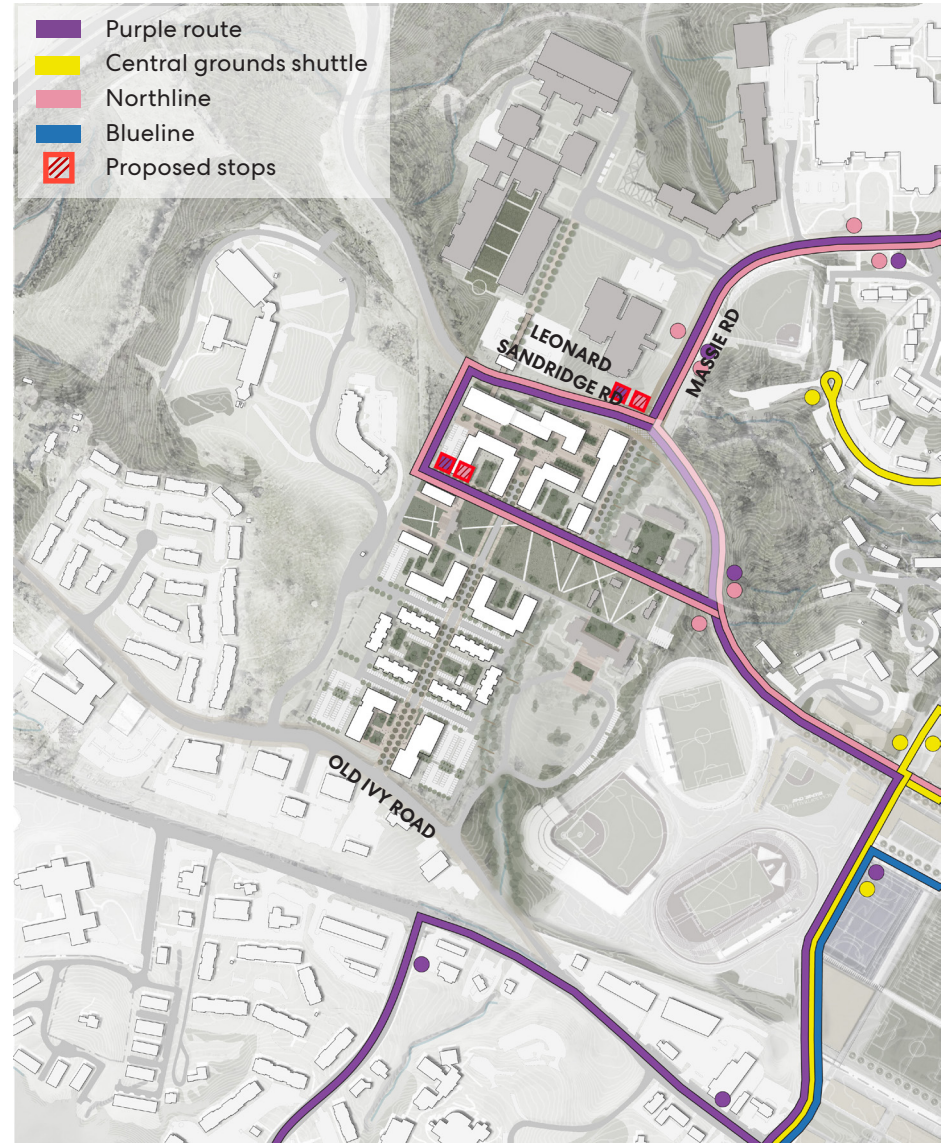 Purple route
Central grounds shuttle
Northline
Blueline
Proposed stops
LEONARD
SANDRIDGE RD
MASSIE RD
OLD IVY ROAD